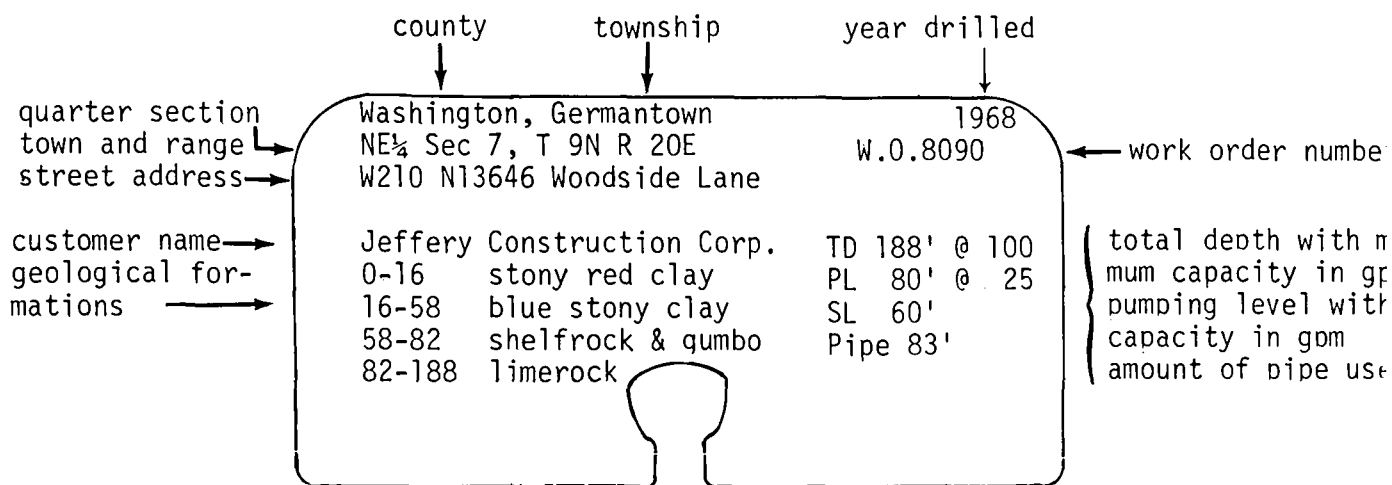 county township year drilled
quarter section
town and range
street address
Washington, Germantown 1968
NE¼ Sec 7, T 9N R 20E W.O.8090
W210 N13646 Woodside Lane
work order number
customer name
geological for-
mations
Jeffery Construction Corp. TD 188' @ 100
0-16 stony red clay PL 80' @ 25
16-58 blue stony clay SL 60'
58-82 shelfrock & gumbo Pipe 83'
82-188 limerock
total depth with
mum capacity in
pumping level with
capacity in gpm
amount of pipe